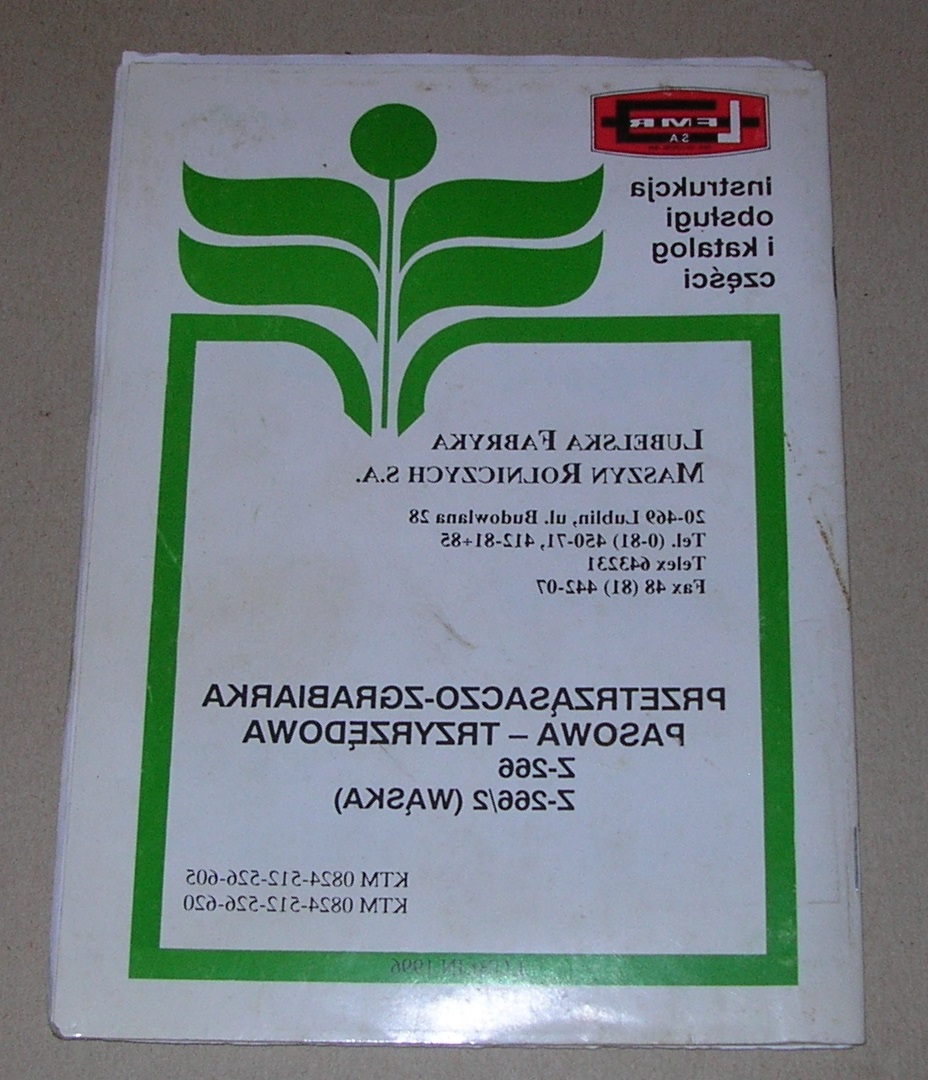 LFMR
S.A.
instrukcja
obsługi
i katalog
części
LUBELSKA FABRYKA
MASZYN ROLNICZYCH S.A.
20-469 Lublin, ul. Budowlana 28
Tel. (0-81) 450-71, 412-81÷85
Telex 643231
Fax 48 (81) 442-07
PRZETRZĄSACZO-ZGRABIARKA
PASOWA – TRZYRZĘDOWA
Z-266
Z-266/2 (WĄSKA)
KTM 0824-512-526-605
KTM 0824-512-526-620
LUBLIN 1996